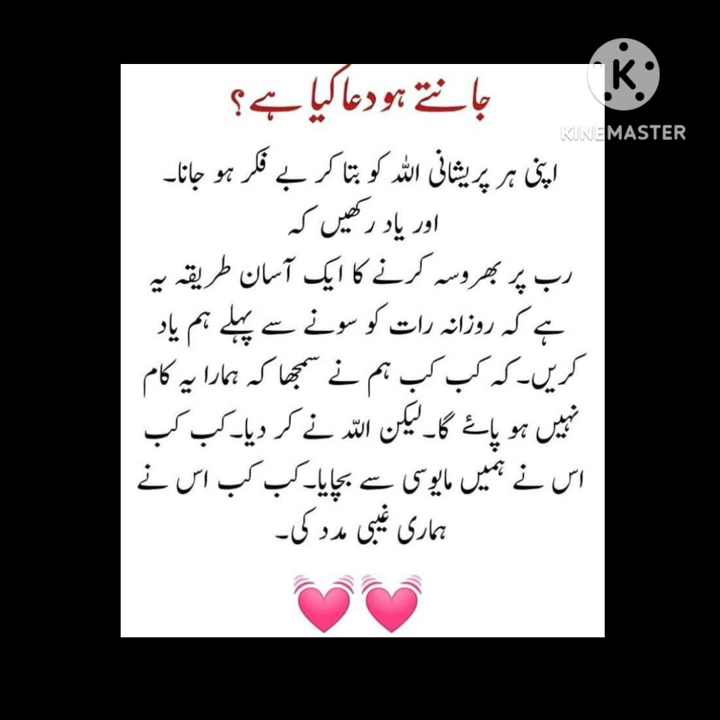 جانتے ہو دعا کیا ہے؟
K
KINEMASTER
اپنی ہر پریشانی اللہ کو بتا کر بے فکر ہو جانا۔
اور یاد رکھیں کہ
رب پر بھروسہ کرنے کا ایک آسان طریقہ یہ
ہے کہ روزانہ رات کو سونے سے پہلے ہم یاد
کریں۔ کہ کب کب ہم نے سمجھا کہ ہمارا یہ کام
نہیں ہو پائے گا۔ لیکن اللہ نے کر دیا۔ کب کب
اس نے ہمیں مایوسی سے بچایا۔ کب کب اس نے
ہماری غیبی مدد کی۔